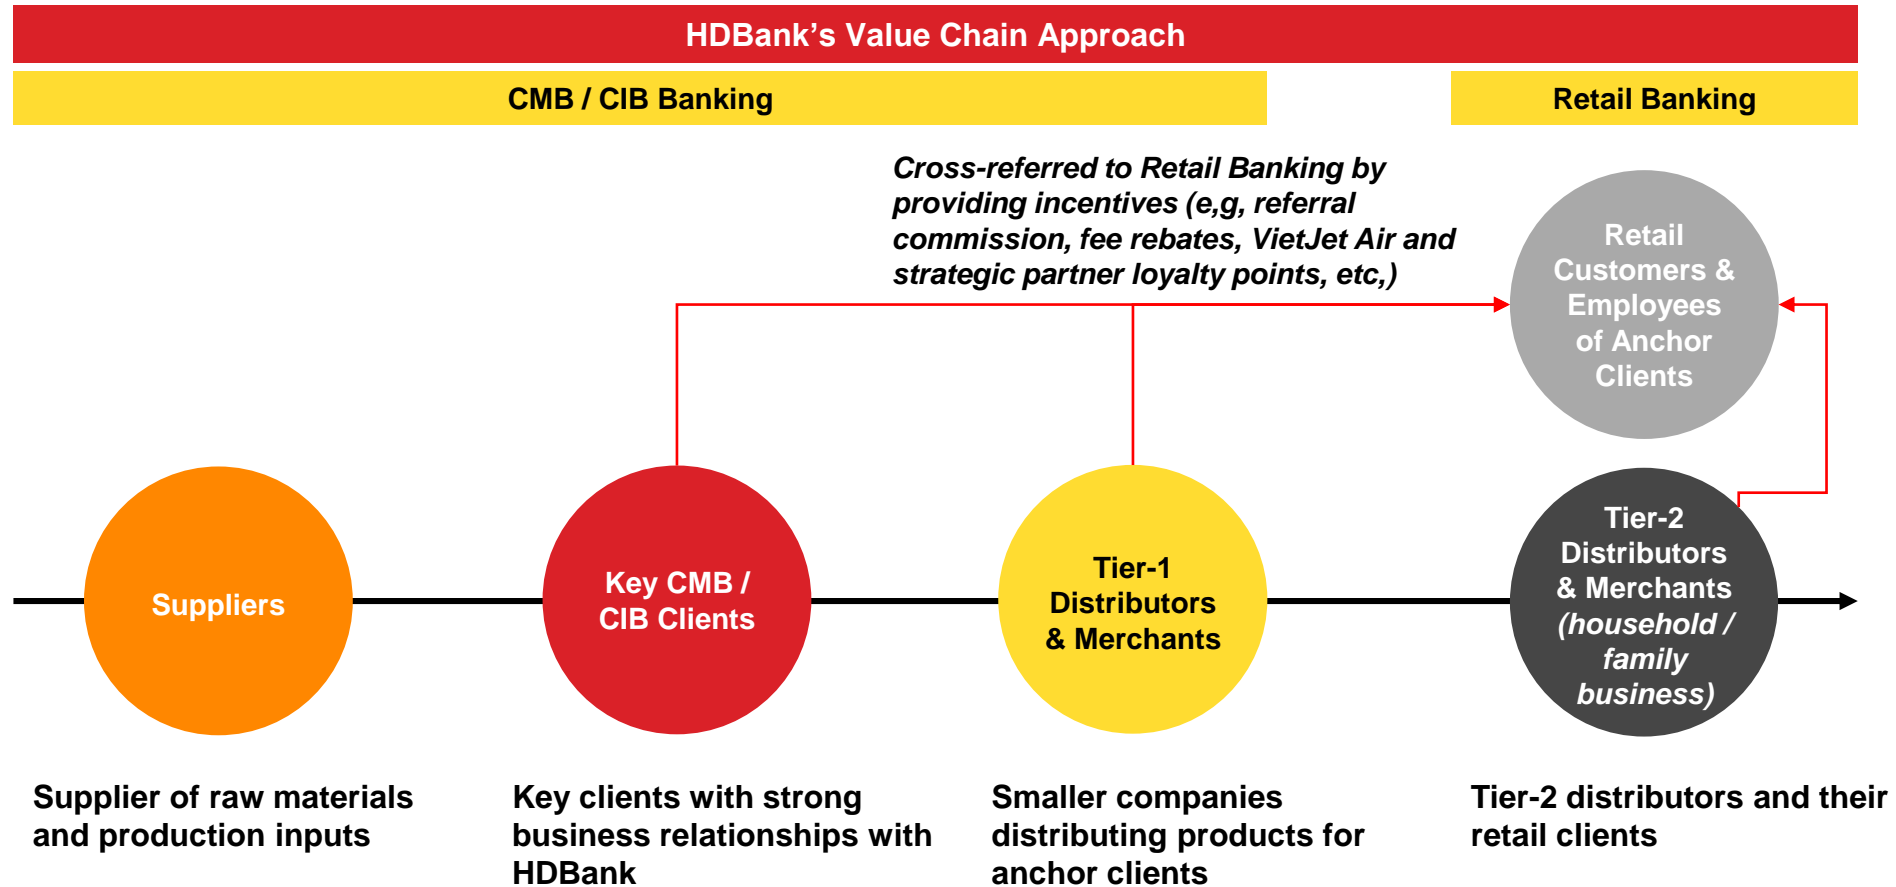 HDBank's Value Chain Approach
CMB / CIB Banking
Retail Banking
Cross-referred to Retail Banking by
providing incentives (e,g, referral
commission, fee rebates, VietJet Air and
strategic partner loyalty points, etc,)
Retail
Customers &
Employees
of Anchor
Clients
Suppliers
Key CMB /
CIB Clients
Tier-1
Distributors
& Merchants
Tier-2
Distributors
& Merchants
(household /
family
business)
Supplier of raw materials
and production inputs
Key clients with strong
business relationships with
HDBank
Smaller companies
distributing products for
anchor clients
Tier-2 distributors and their
retail clients